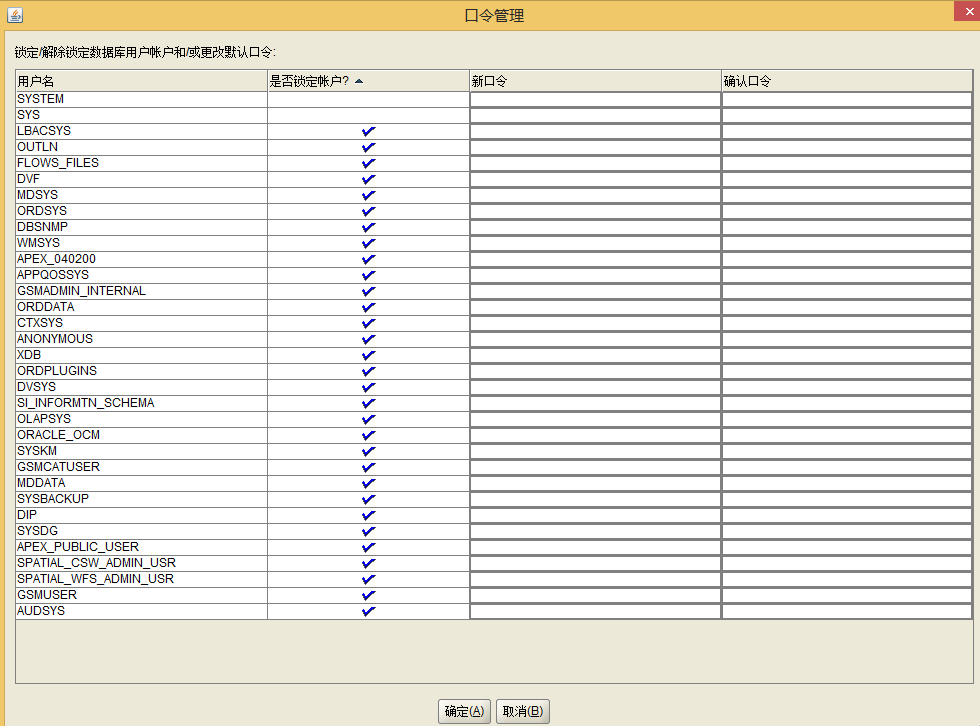 口令管理
锁定/解除锁定数据库用户帐户和/或更改默认口令:
用户名 是否锁定帐户? 新口令 确认口令
SYSTEM
SYS
LBACSYS
OUTLN
FLOWS_FILES
DVF
MDSYS
ORDSYS
DBSNMP
WMSYS
APEX_040200
APPQOSSYS
GSMADMIN_INTERNAL
ORDDATA
CTXSYS
ANONYMOUS
XDB
ORDPLUGINS
DVSYS
SI_INFORMTN_SCHEMA
OLAPSYS
ORACLE_OCM
SYSKM
GSMCATUSER
MDDATA
SYSBACKUP
DIP
SYSDG
APEX_PUBLIC_USER
SPATIAL_CSW_ADMIN_USR
SPATIAL_WFS_ADMIN_USR
GSMUSER
AUDSYS
确定(A) 取消(B)